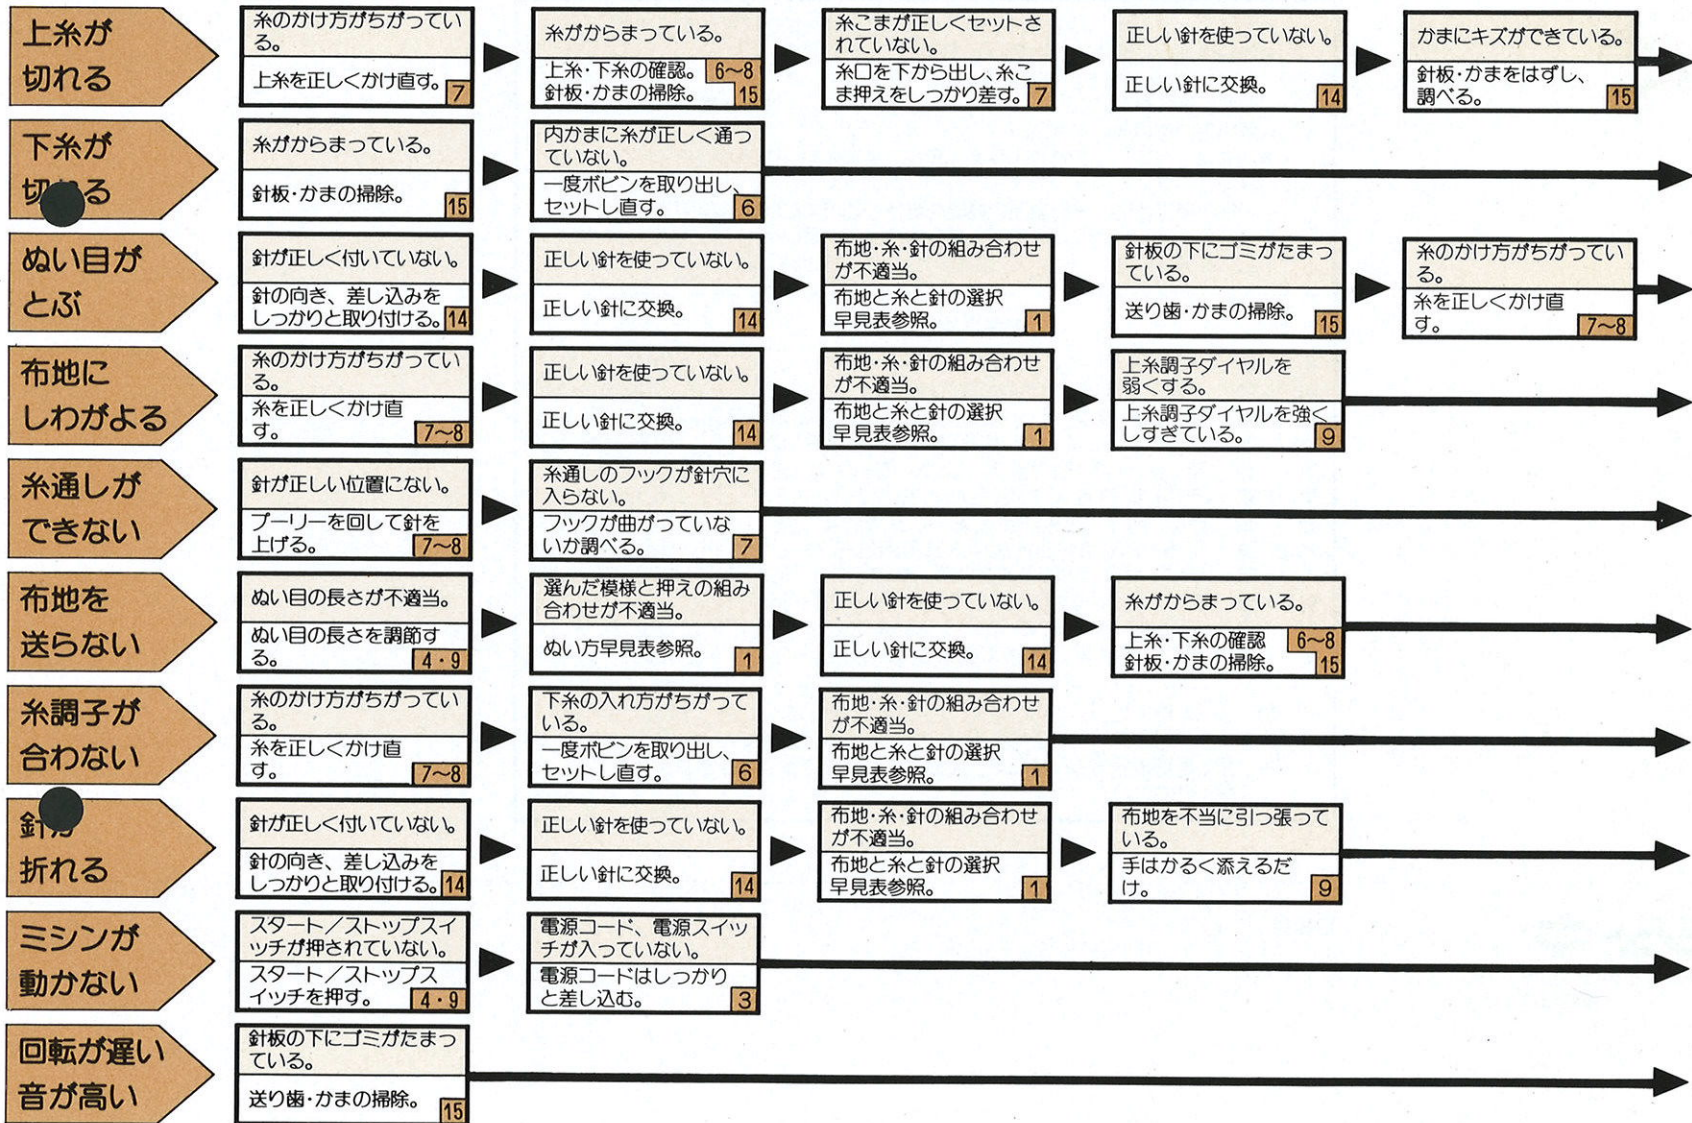 上糸が
切れる
糸のかけ方がちがってい
る。
上糸を正しくかけ直す。 7
糸がからまっている。
上糸・下糸の確認。 6〜8
針板・かまの掃除。 15
糸こまが正しくセットさ
れていない。
糸口を下から出し、糸こ
ま押えをしっかり差す。 7
正しい針を使っていない。
正しい針に交換。 14
かまにキズができている。
針板・かまをはずし、
調べる。 15
下糸が
切れる
糸がからまっている。
針板・かまの掃除。 15
内かまに糸が正しく通っ
ていない。
一度ボビンを取り出し、
セットし直す。 6
ぬい目が
とぶ
針が正しく付いていない。
針の向き、差し込みを
しっかりと取り付ける。 14
正しい針を使っていない。
正しい針に交換。 14
布地・糸・針の組み合わせ
が不適当。
布地と糸と針の選択
早見表参照。 1
針板の下にゴミがたまっ
ている。
送り歯・かまの掃除。 15
糸のかけ方がちがってい
る。
糸を正しくかけ直
す。 7〜8
布地に
しわがよる
糸のかけ方がちがってい
る。
糸を正しくかけ直
す。 7〜8
正しい針を使っていない。
正しい針に交換。 14
布地・糸・針の組み合わせ
が不適当。
布地と糸と針の選択
早見表参照。 1
上糸調子ダイヤルを
弱くする。
上糸調子ダイヤルを強く
しすぎている。 9
糸通しが
できない
針が正しい位置にない。
プーリーを回して針を
上げる。 7〜8
糸通しのフックが針穴に
入らない。
フックが曲がっていな
いか調べる。 7
布地を
送らない
ぬい目の長さが不適当。
ぬい目の長さを調節す
る。 4・9
選んだ模様と押えの組み
合わせが不適当。
ぬい方早見表参照。 1
正しい針を使っていない。
正しい針に交換。 14
糸がからまっている。
上糸・下糸の確認 6〜8
針板・かまの掃除。 15
糸調子が
合わない
糸のかけ方がちがってい
る。
糸を正しくかけ直
す。 7〜8
下糸の入れ方がちがって
いる。
一度ボビンを取り出し、
セットし直す。 6
布地・糸・針の組み合わせ
が不適当。
布地と糸と針の選択
早見表参照。 1
針が
折れる
針が正しく付いていない。
針の向き、差し込みを
しっかりと取り付ける。 14
正しい針を使っていない。
正しい針に交換。 14
布地・糸・針の組み合わせ
が不適当。
布地と糸と針の選択
早見表参照。 1
布地を不当に引っ張って
いる。
手はかるく添えるだ
け。 9
ミシンが
動かない
スタート／ストップスイ
ッチが押されていない。
スタート／ストップス
イッチを押す。 4・9
電源コード、電源スイッ
チが入っていない。
電源コードはしっかり
と差し込む。 3
回転が遅い
音が高い
針板の下にゴミがたまっ
ている。
送り歯・かまの掃除。 15